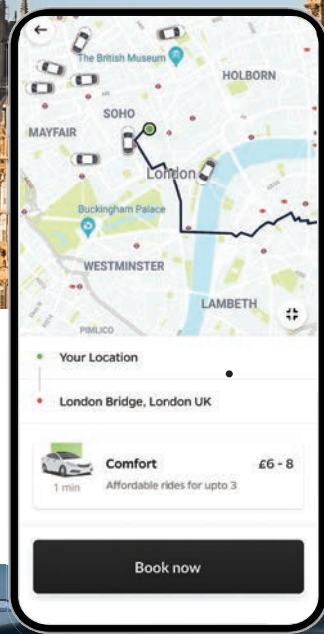 The British Museum
HOLBORN
SOHO
MAYFAIR
London
Buckingham Palace
WESTMINSTER
LAMBETH
PIMLICO
Your Location
London Bridge, London UK
Comfort £6 - 8
1 min Affordable rides for upto 3
Book now